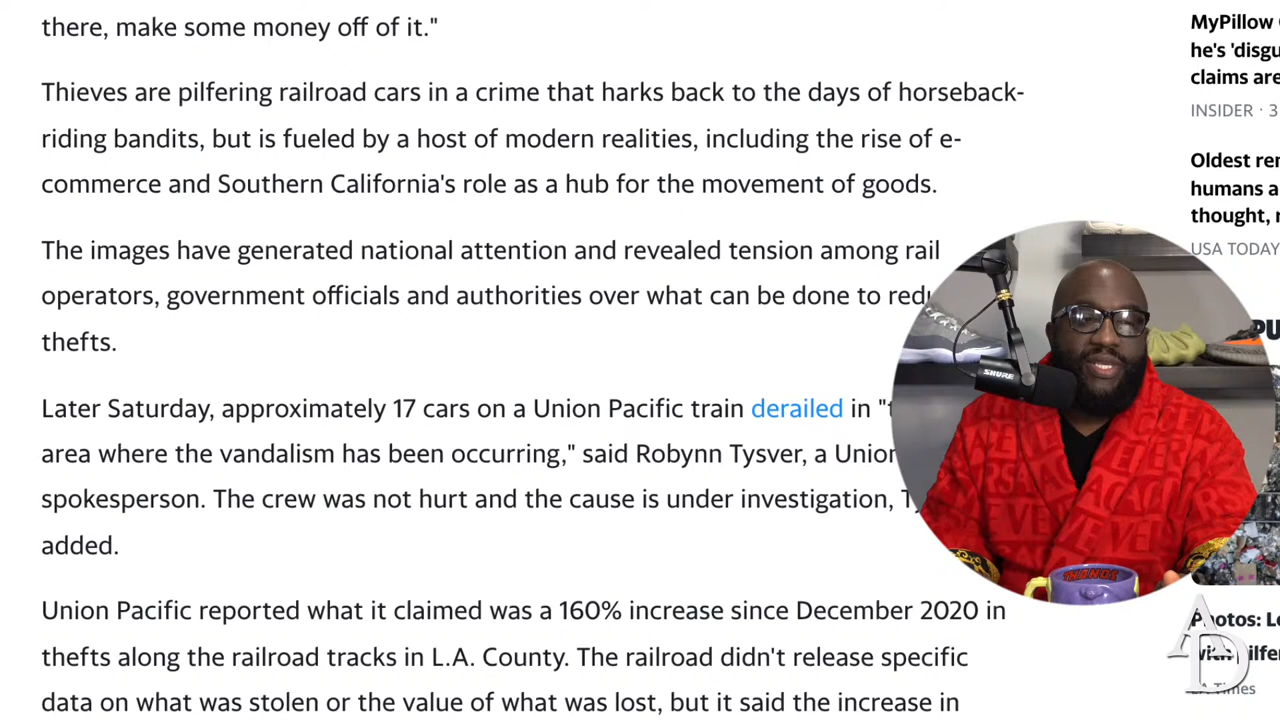 there, make some money off of it."
Thieves are pilfering railroad cars in a crime that harks back to the days of horseback-
riding bandits, but is fueled by a host of modern realities, including the rise of e-
commerce and Southern California's role as a hub for the movement of goods.
The images have generated national attention and revealed tension among rail
operators, government officials and authorities over what can be done to
thefts.
Later Saturday, approximately 17 cars on a Union Pacific train derailed in
area where the vandalism has been occurring," said Robynn Tysver, a
spokesperson. The crew was not hurt and the cause is under investigation,
added.
Union Pacific reported what it claimed was a 160% increase since December 2020 in
thefts along the railroad tracks in L.A. County. The railroad didn't release specific
data on what was stolen or the value of what was lost, but it said the increase in
MyPillow
he's
claims are
INSIDER · 3
Oldest
humans
thought,
USA TODAY
SHURE
THANOS
Photos:
with
Times
AD